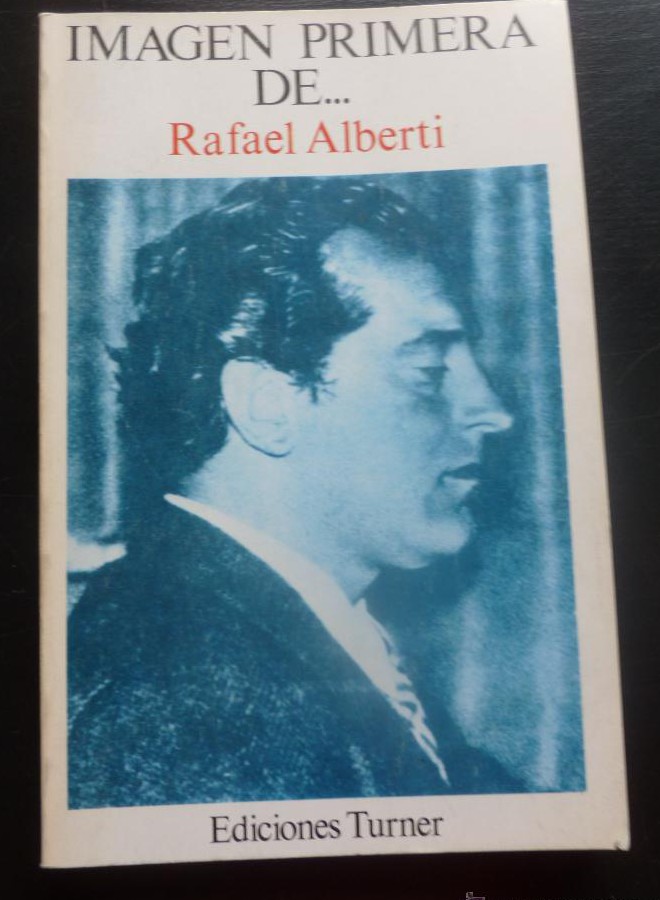 IMAGEN PRIMERA
DE...
Rafael Alberti
Ediciones Turner